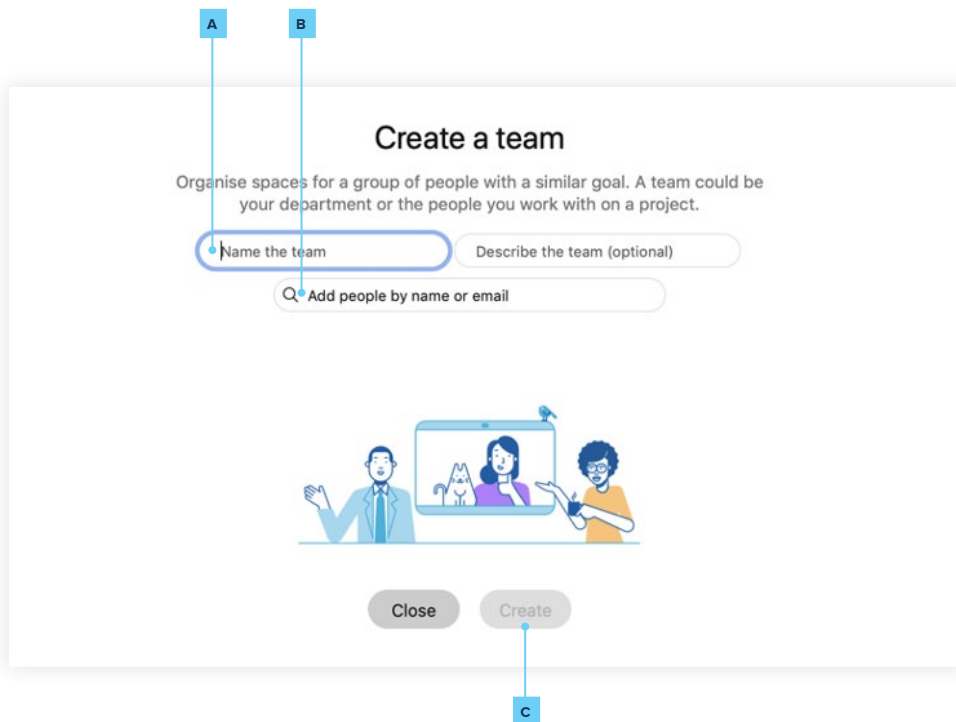 A B
Create a team
Organise spaces for a group of people with a similar goal. A team could be
your department or the people you work with on a project.
Name the team Describe the team (optional)
Add people by name or email
Close Create
C